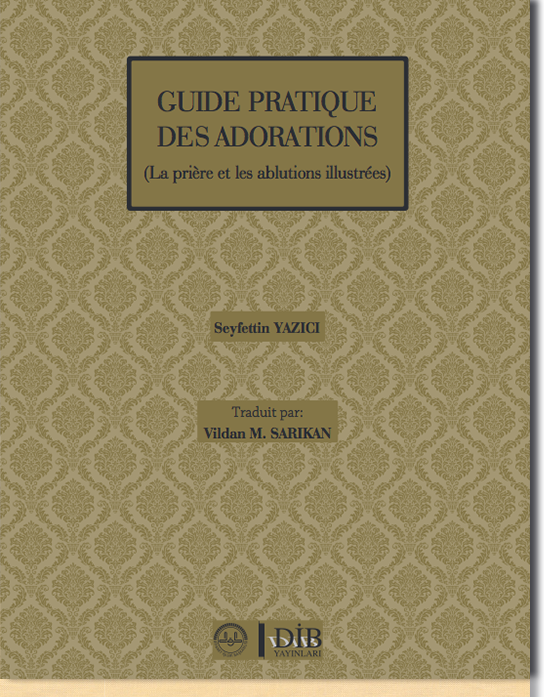 GUIDE PRATIQUE
DES ADORATIONS
(La prière et les ablutions illustrées)
Seyfettin YAZICI
Traduit par:
Vildan M. SARIKAN
DİB
YAYINLARI